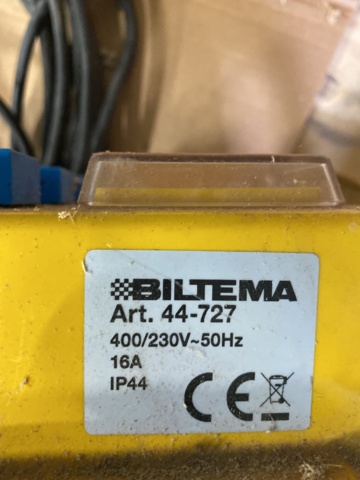 BILTEMA
Art. 44-727
400/230V~50Hz
16A
IP44
CE